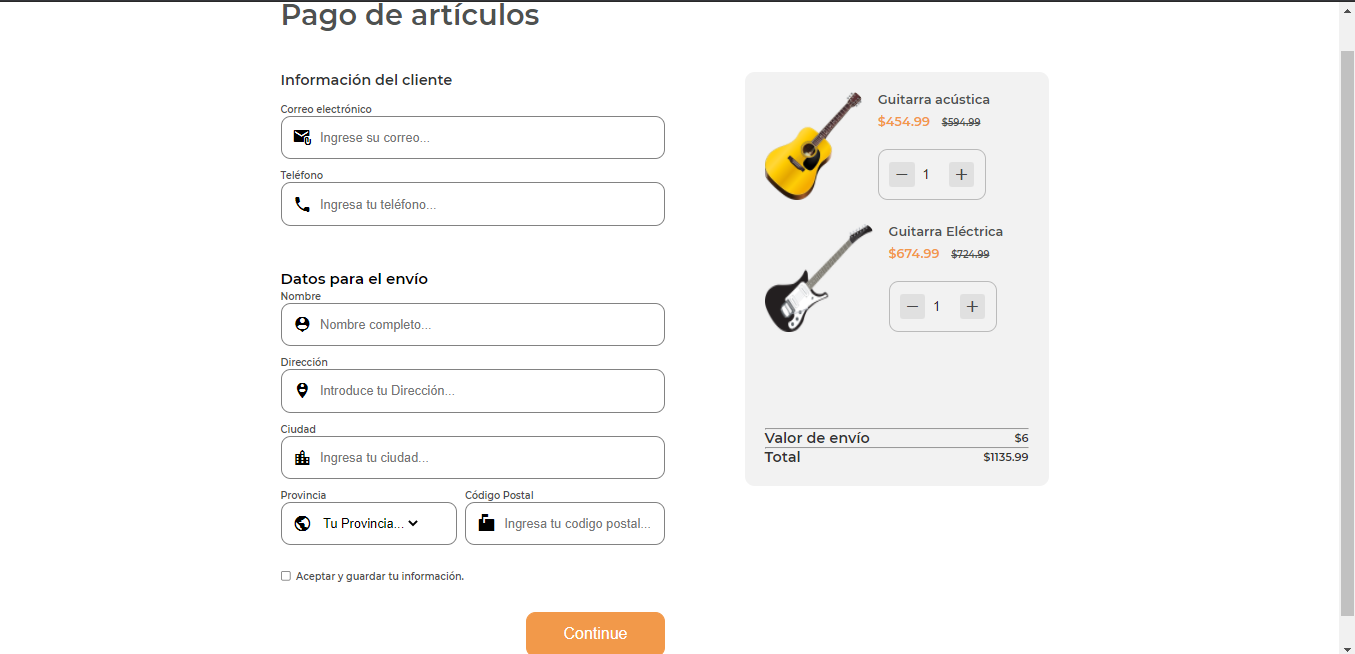 Pago de artículos
Información del cliente
Correo electrónico
Ingrese su correo...
Teléfono
Ingresa tu teléfono...
Datos para el envío
Nombre
Nombre completo...
Dirección
Introduce tu Dirección...
Ciudad
Ingresa tu ciudad...
Provincia
Código Postal
Tu Provincia...
Ingresa tu codigo postal...
Aceptar y guardar tu información.
Continue
Guitarra acústica
$454.99 $594.99
— 1 +
Guitarra Eléctrica
$674.99 $724.99
— 1 +
Valor de envío $6
Total $1135.99